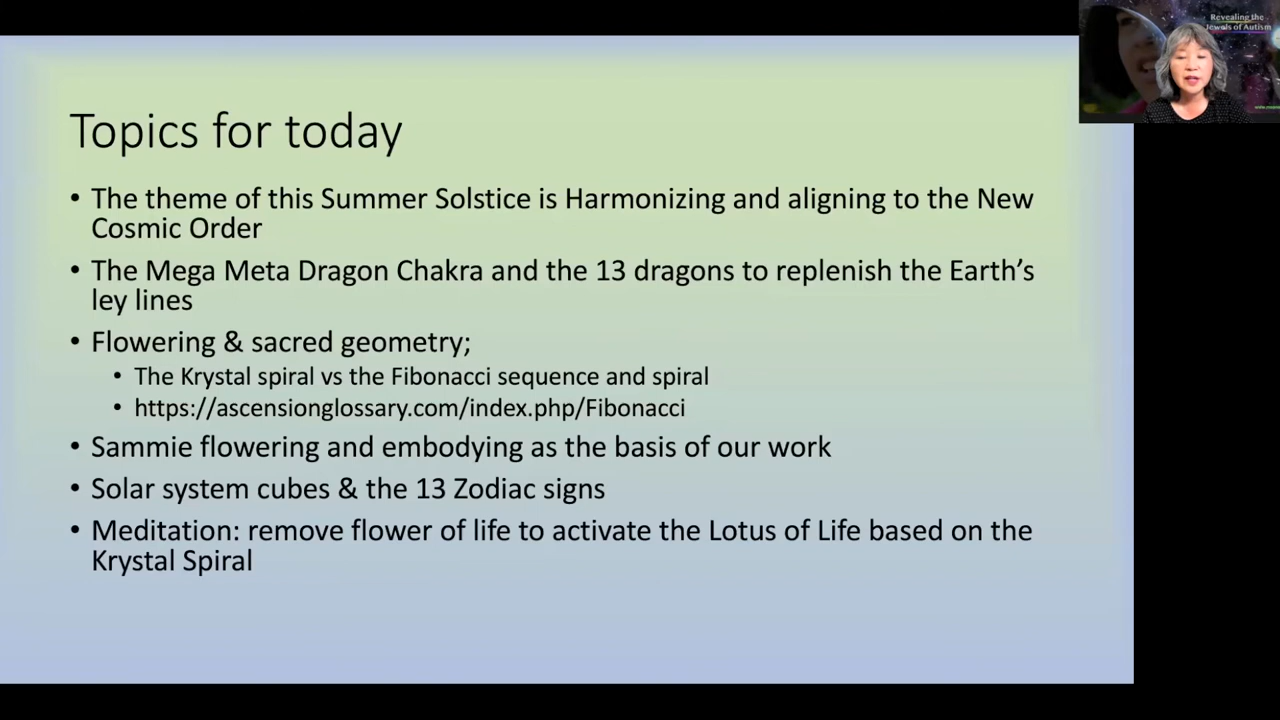 Topics for today
• The theme of this Summer Solstice is Harmonizing and aligning to the New
Cosmic Order
• The Mega Meta Dragon Chakra and the 13 dragons to replenish the Earth's
ley lines
• Flowering & sacred geometry;
• The Krystal spiral vs the Fibonacci sequence and spiral
• https://ascensionglossary.com/index.php/Fibonacci
• Sammie flowering and embodying as the basis of our work
• Solar system cubes & the 13 Zodiac signs
• Meditation: remove flower of life to activate the Lotus of Life based on the
Krystal Spiral
Revealing the
Jewels of Autism